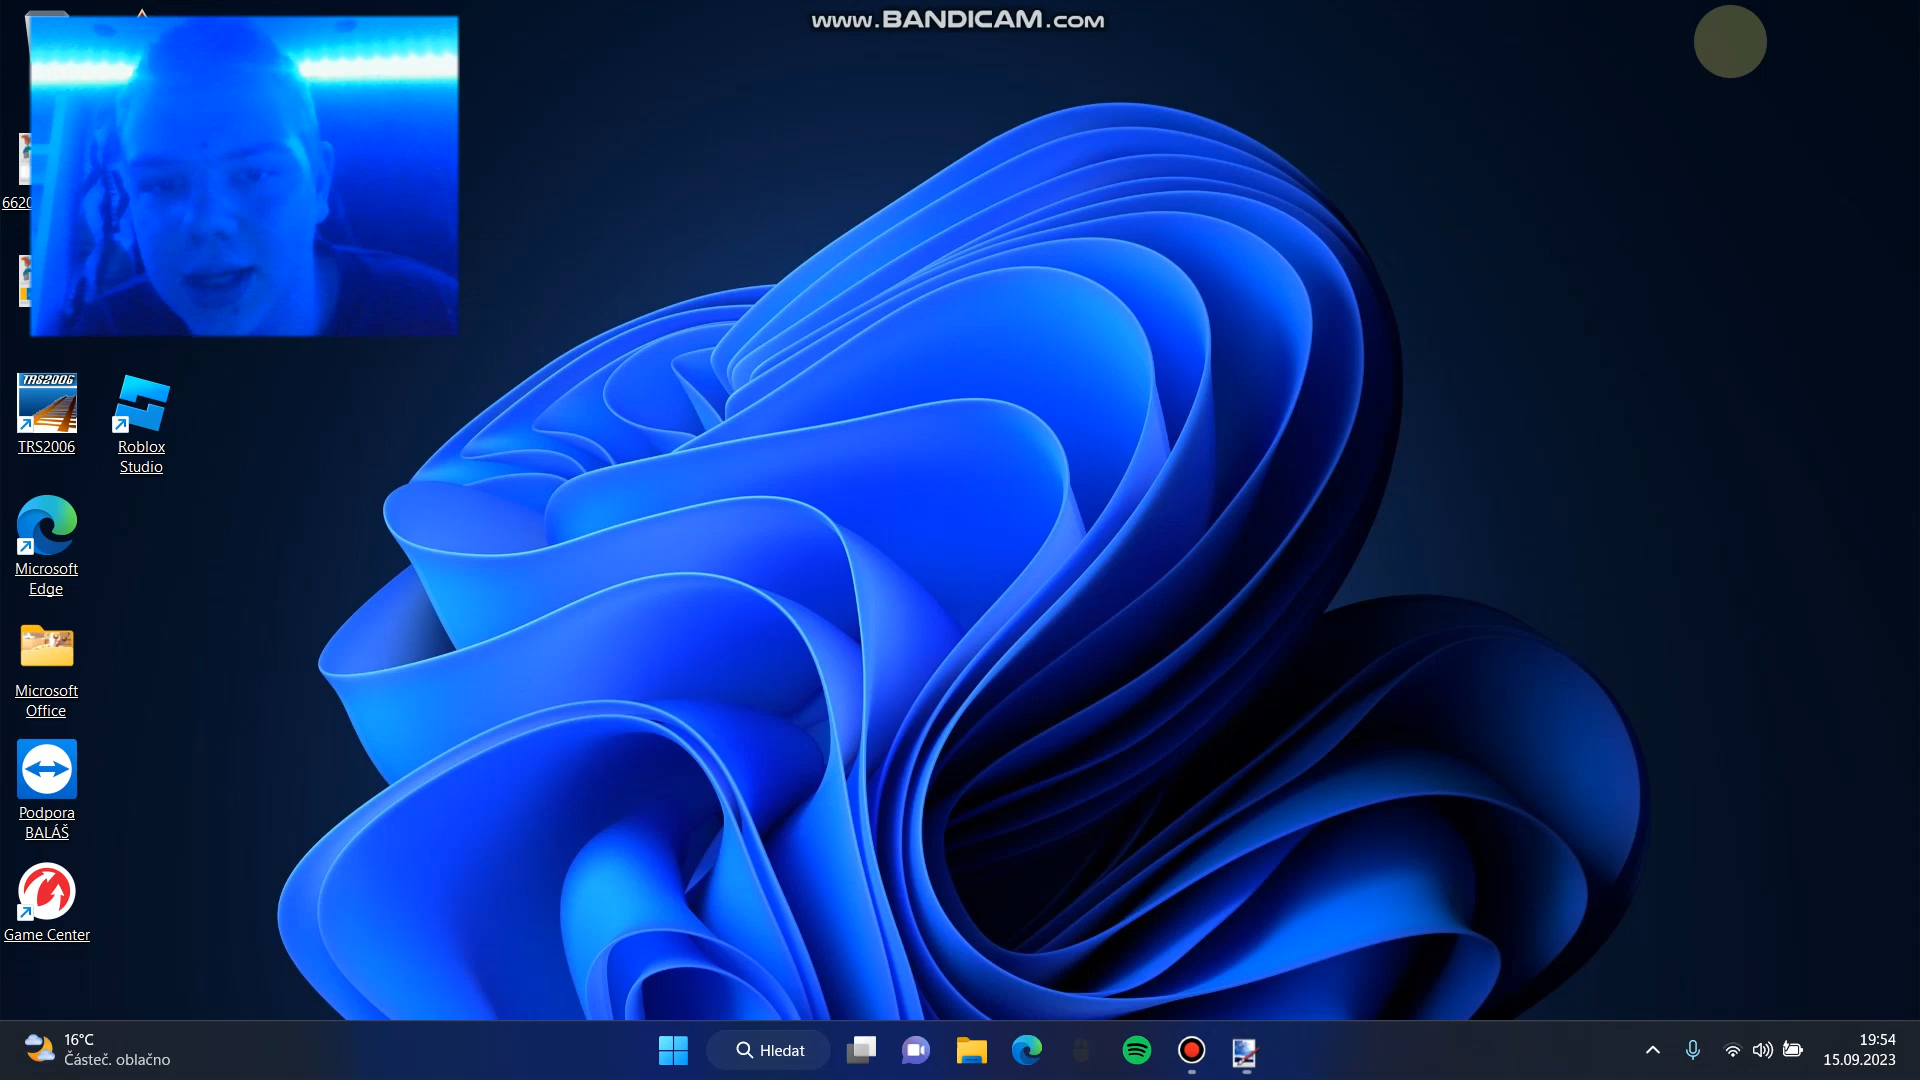 www.BANDICAM.com
662
TRS2006
TRS2006
Roblox
Studio
Microsoft
Edge
Microsoft
Office
Podpora
BALÁŠ
Game Center
16°C
Částeč. oblačno
Hledat
19:54
15.09.2023